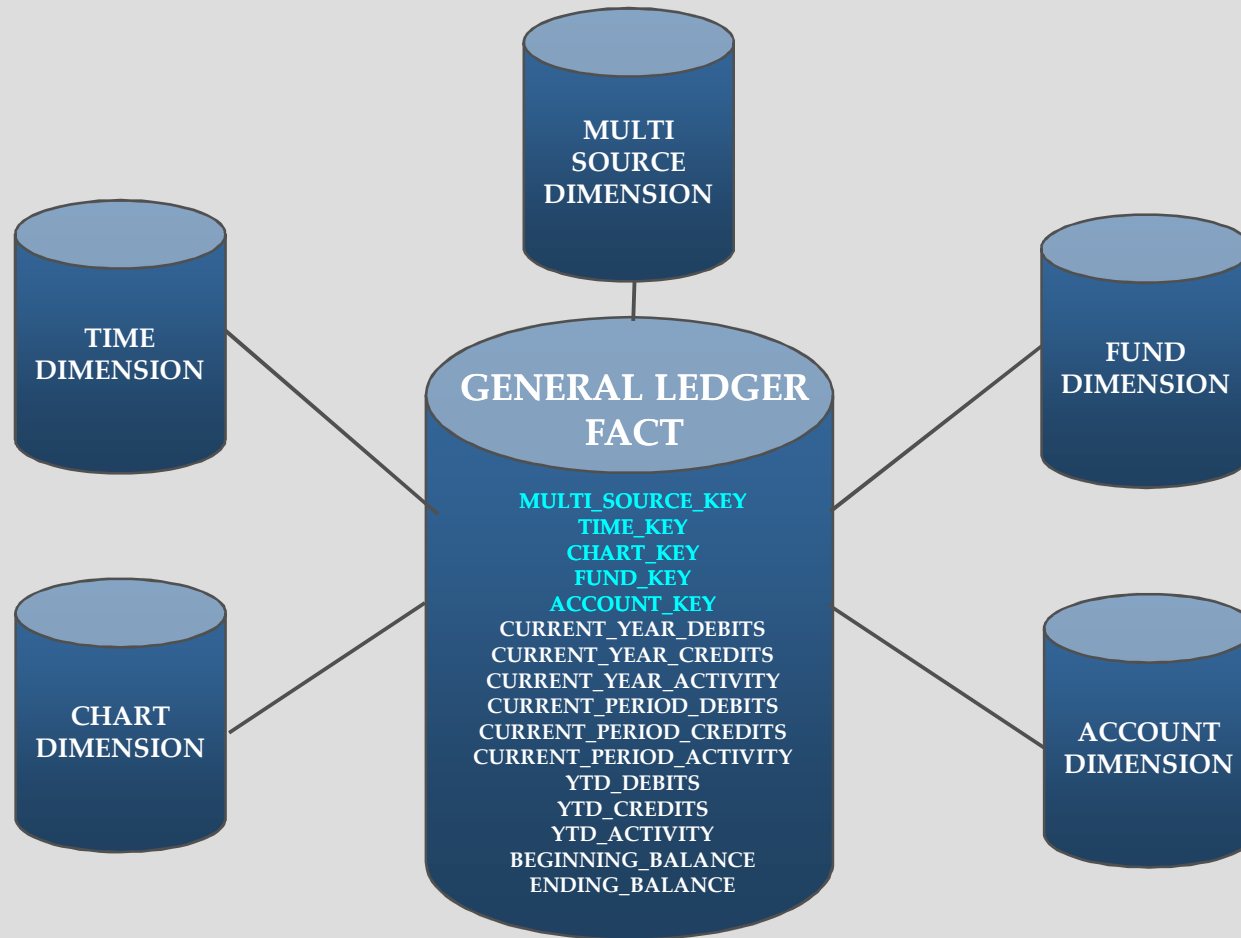 MULTI
SOURCE
DIMENSION
TIME
DIMENSION
FUND
DIMENSION
GENERAL LEDGER
FACT
MULTI_SOURCE_KEY
TIME_KEY
CHART_KEY
FUND_KEY
ACCOUNT_KEY
CURRENT_YEAR_DEBITS
CURRENT_YEAR_CREDITS
CURRENT_YEAR_ACTIVITY
CURRENT_PERIOD_DEBITS
CURRENT_PERIOD_CREDITS
CURRENT_PERIOD_ACTIVITY
YTD_DEBITS
YTD_CREDITS
YTD_ACTIVITY
BEGINNING_BALANCE
ENDING_BALANCE
CHART
DIMENSION
ACCOUNT
DIMENSION